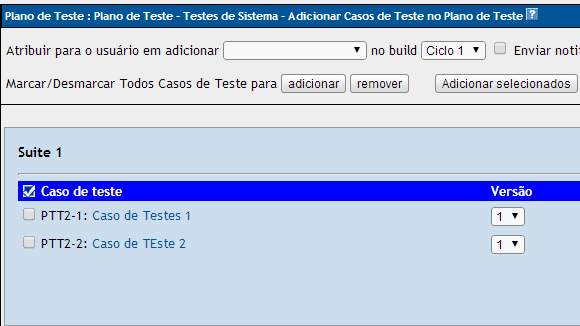 Plano de Teste : Plano de Teste - Testes de Sistema - Adicionar Casos de Teste no Plano de Teste ?
Atribuir para o usuário em adicionar no build Ciclo 1 Enviar noti
Marcar/Desmarcar Todos Casos de Teste para adicionar remover Adicionar selecionados
Suite 1
Caso de teste Versão
PTT2-1: Caso de Testes 1 1
PTT2-2: Caso de TEste 2 1